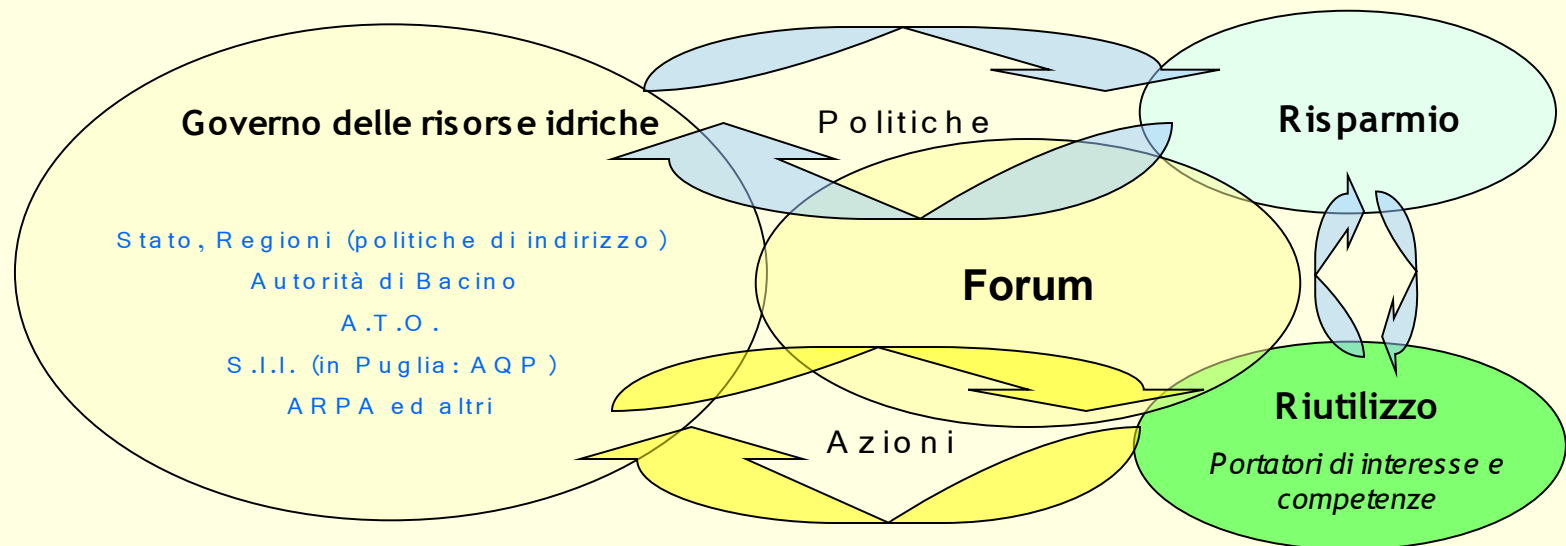 Governo delle risorse idriche
Stato, Regioni (politiche di indirizzo)
Autorità di Bacino
A.T.O.
S.I.I. (in Puglia: AQP)
ARPA ed altri
Politiche
Forum
Azioni
Risparmio
Riutilizzo
Portatori di interesse e
competenze